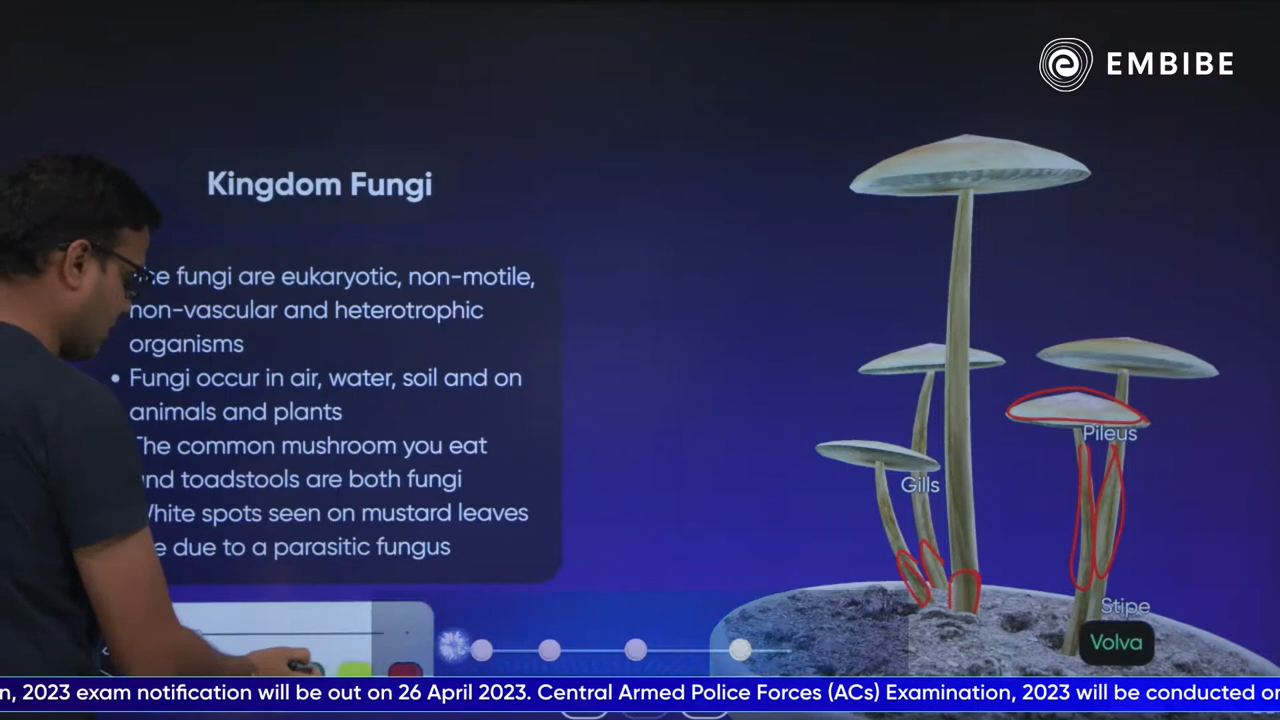 EMBIBE
Kingdom Fungi
fungi are eukaryotic, non-motile,
non-vascular and heterotrophic
organisms
• Fungi occur in air, water, soil and on
animals and plants
The common mushroom you eat
and toadstools are both fungi
White spots seen on mustard leaves
due to a parasitic fungus
Pileus
Gills
Stipe
Volva
n, 2023 exam notification will be out on 26 April 2023. Central Armed Police Forces (ACs) Examination, 2023 will be conducted on